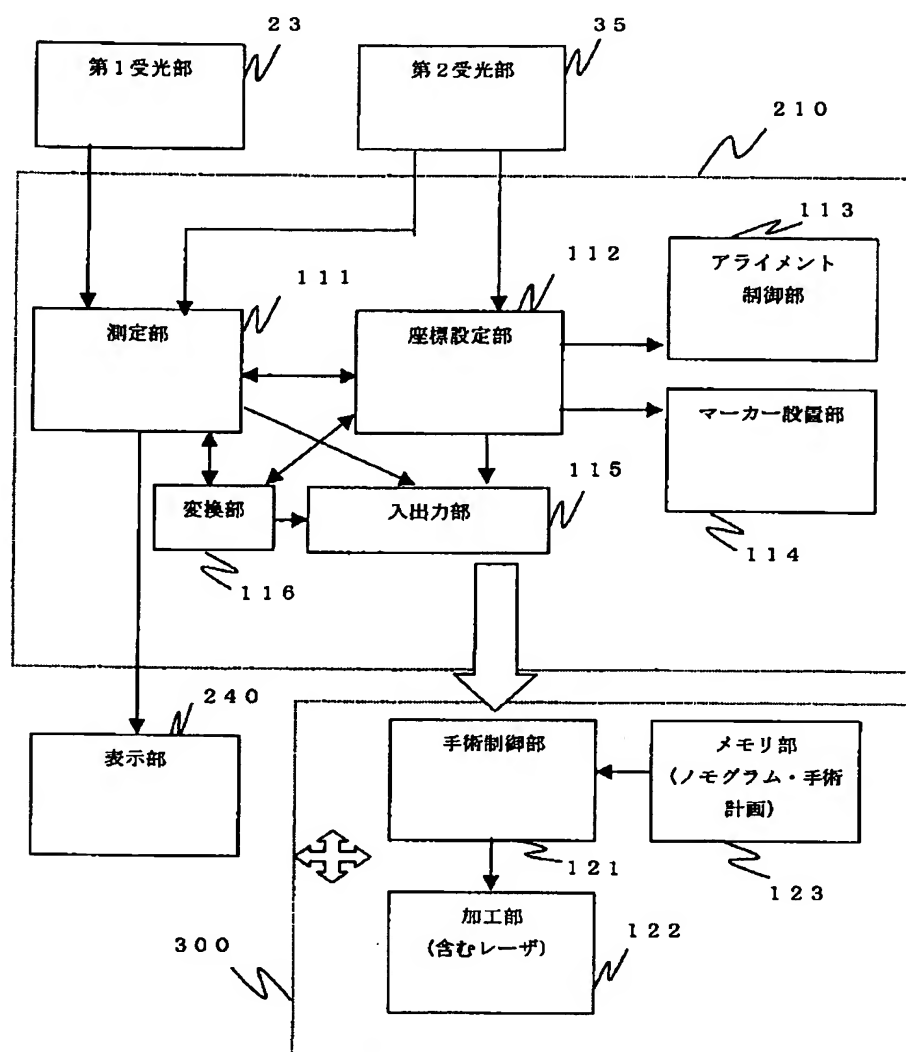 ２３
３５
第１受光部
第２受光部
２１０
１１３
アライメント
制御部
１１１
１１２
測定部
座標設定部
マーカー設置部
１１５
変換部
入出力部
１１４
１１６
２４０
表示部
手術制御部
メモリ部
（ノモグラム・手術
計画）
１２１
１２３
加工部
（含むレーザ）
１２２
３００